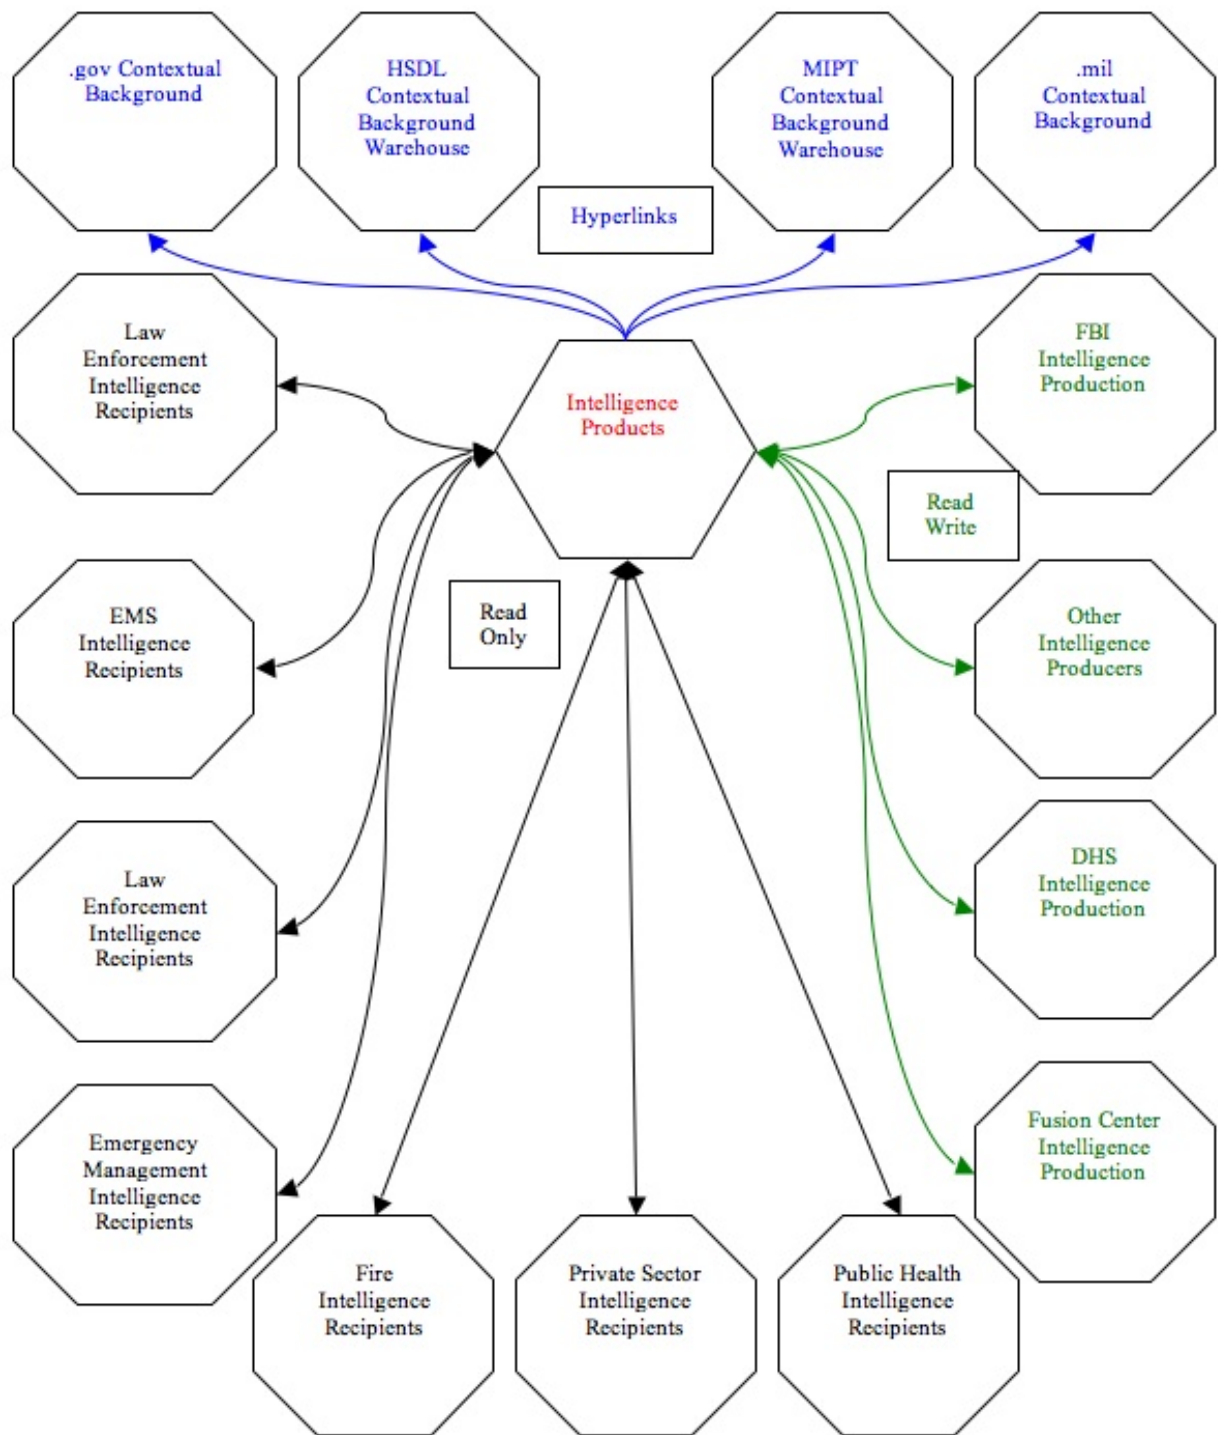 .gov Contextual
Background
HSDL
Contextual
Background
Warehouse
MIPT
Contextual
Background
Warehouse
.mil
Contextual
Background
Hyperlinks
Law
Enforcement
Intelligence
Recipients
Intelligence
Products
FBI
Intelligence
Production
Read
Write
EMS
Intelligence
Recipients
Read
Only
Other
Intelligence
Producers
Law
Enforcement
Intelligence
Recipients
DHS
Intelligence
Production
Emergency
Management
Intelligence
Recipients
Fusion Center
Intelligence
Production
Fire
Intelligence
Recipients
Private Sector
Intelligence
Recipients
Public Health
Intelligence
Recipients